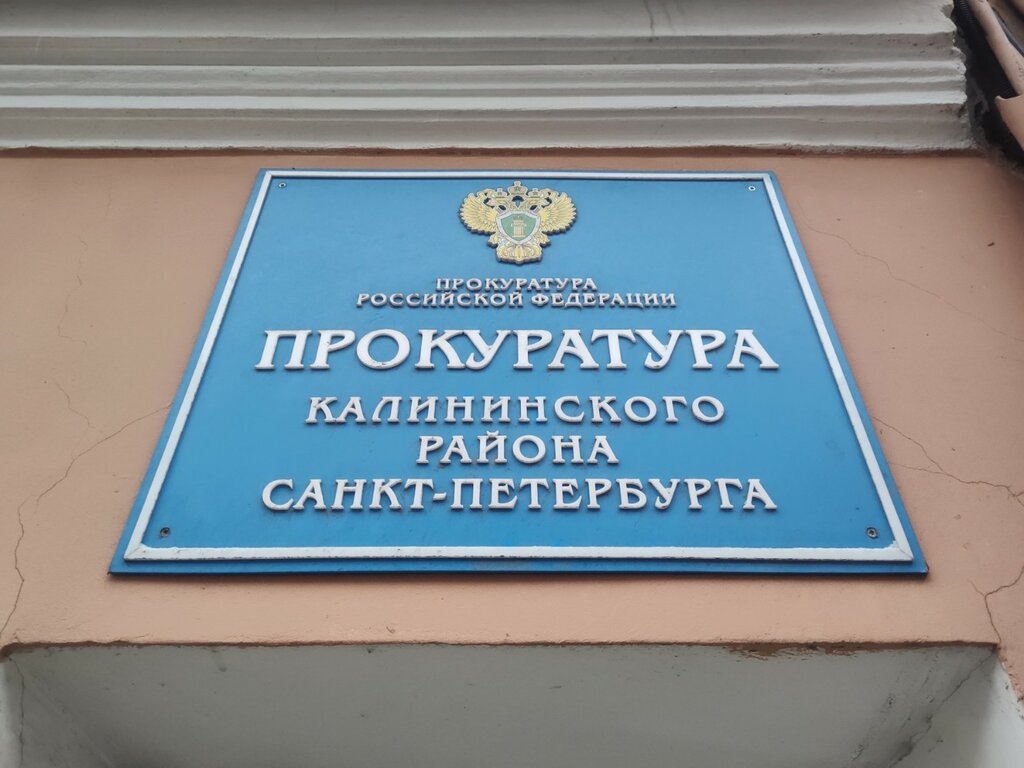 ПРОКУРАТУРА
РОССИЙСКОЙ ФЕДЕРАЦИИ
ПРОКУРАТУРА
КАЛИНИНСКОГО
РАЙОНА
САНКТ-ПЕТЕРБУРГА